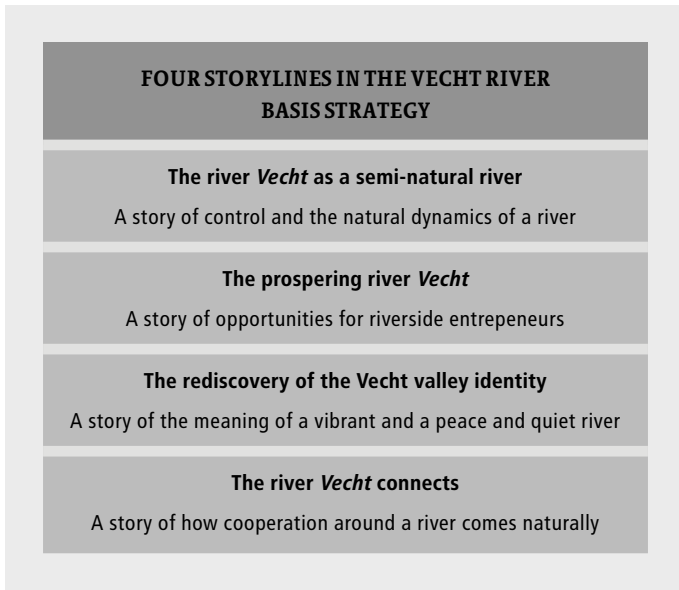 FOUR STORYLINES IN THE VECHT RIVER
BASIS STRATEGY
The river Vecht as a semi-natural river
A story of control and the natural dynamics of a river
The prospering river Vecht
A story of opportunities for riverside entrepeneurs
The rediscovery of the Vecht valley identity
A story of the meaning of a vibrant and a peace and quiet river
The river Vecht connects
A story of how cooperation around a river comes naturally